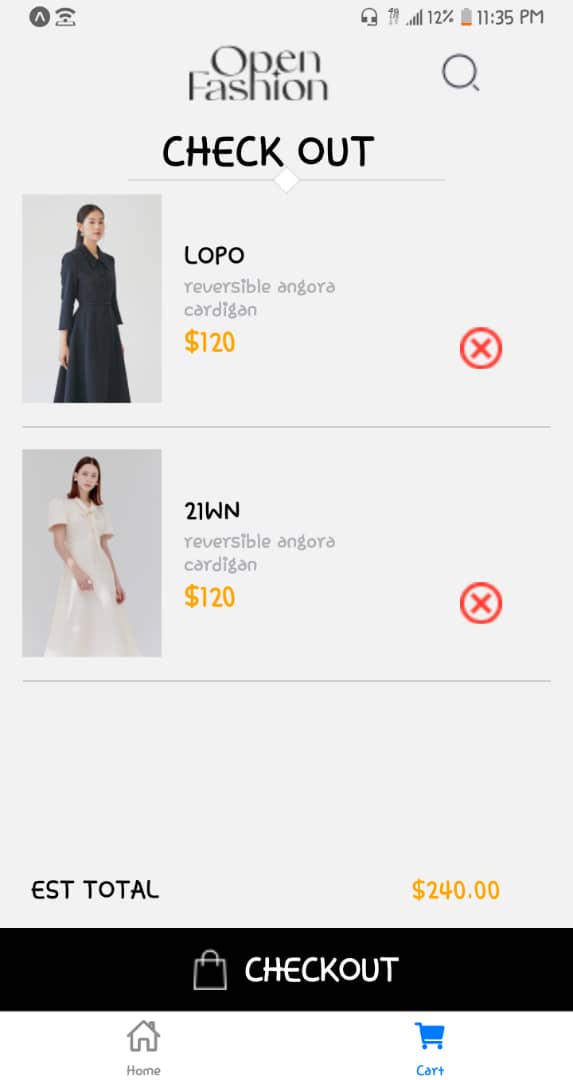 12% 11:35 PM
Open
Fashion
CHECK OUT
LOPO
reversible angora
cardigan
$120
21WN
reversible angora
cardigan
$120
EST TOTAL
$240.00
CHECKOUT
Home
Cart